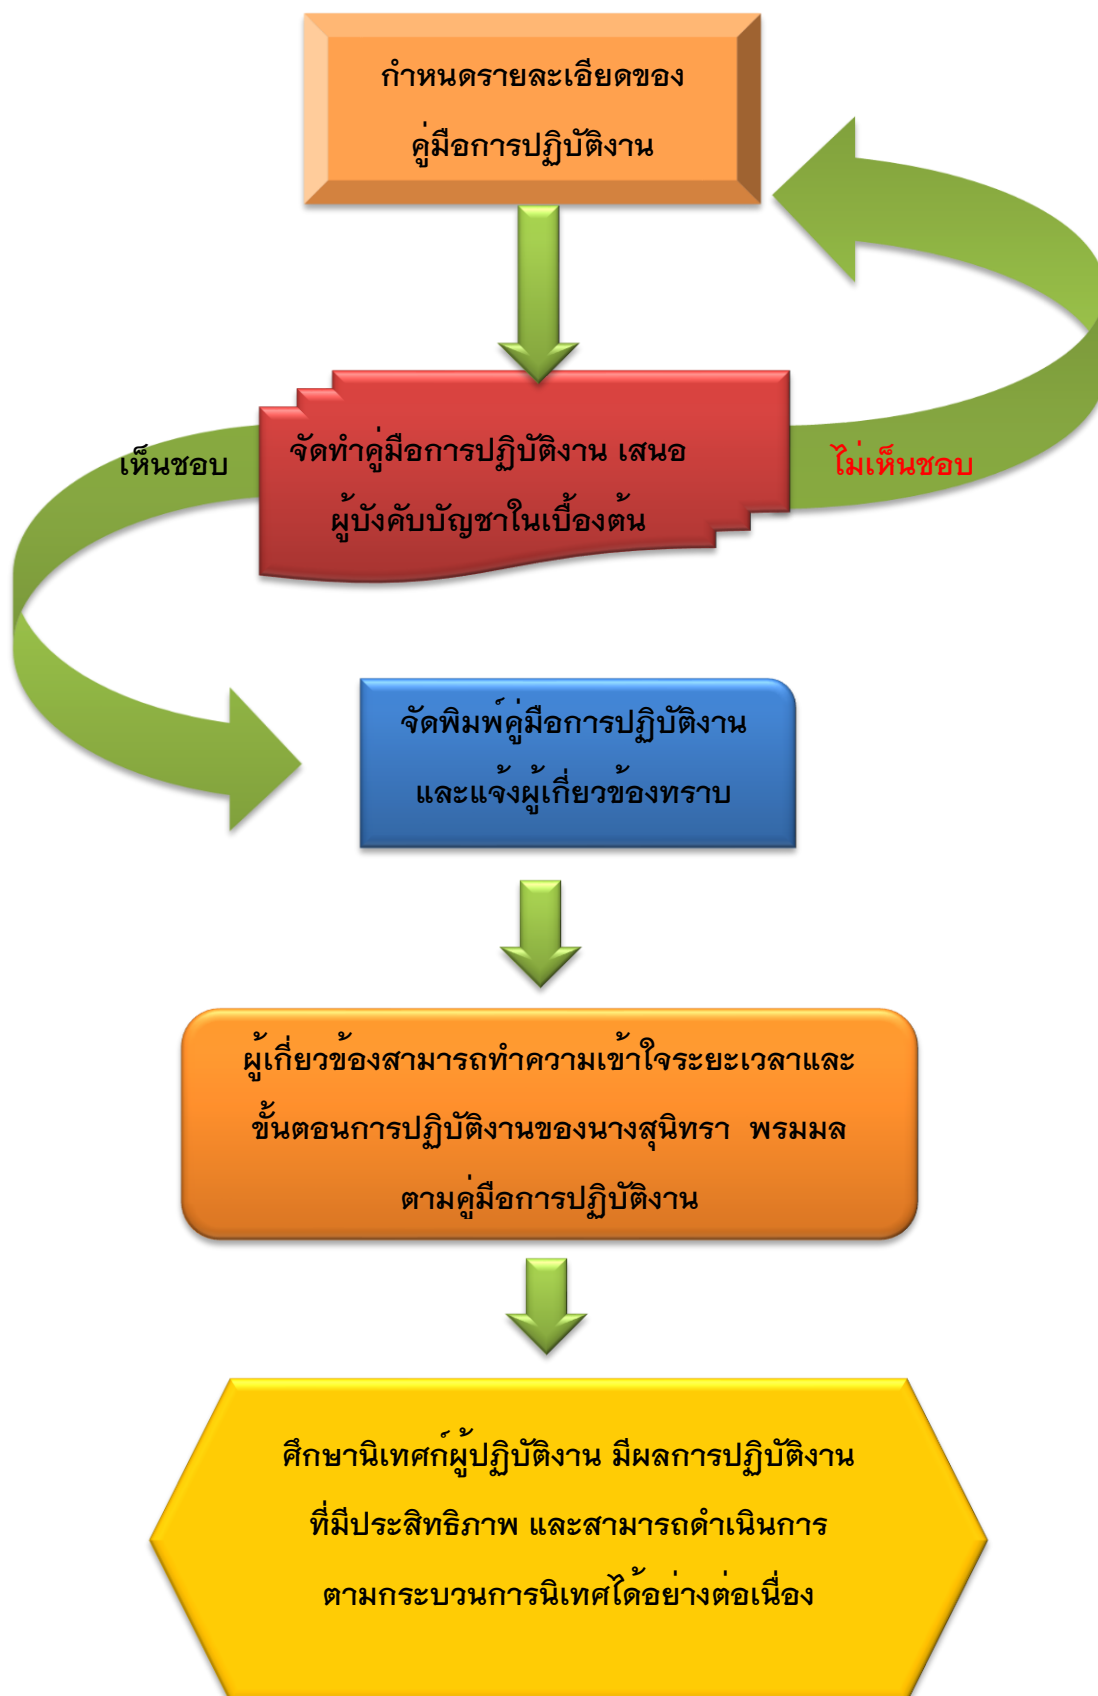 กำหนดรายละเอียดของ
คู่มือการปฏิบัติงาน
เห็นชอบ
จัดทำคู่มือการปฏิบัติงาน เสนอ
ผู้บังคับบัญชาในเบื้องต้น
ไม่เห็นชอบ
จัดพิมพ์คู่มือการปฏิบัติงาน
และแจ้งผู้เกี่ยวข้องทราบ
ผู้เกี่ยวข้องสามารถทำความเข้าใจระยะเวลาและ
ขั้นตอนการปฏิบัติงานของนางสุนิทรา พรมมล
ตามคู่มือการปฏิบัติงาน
ศึกษานิเทศก์ผู้ปฏิบัติงาน มีผลการปฏิบัติงาน
ที่มีประสิทธิภาพ และสามารถดำเนินการ
ตามกระบวนการนิเทศได้อย่างต่อเนื่อง